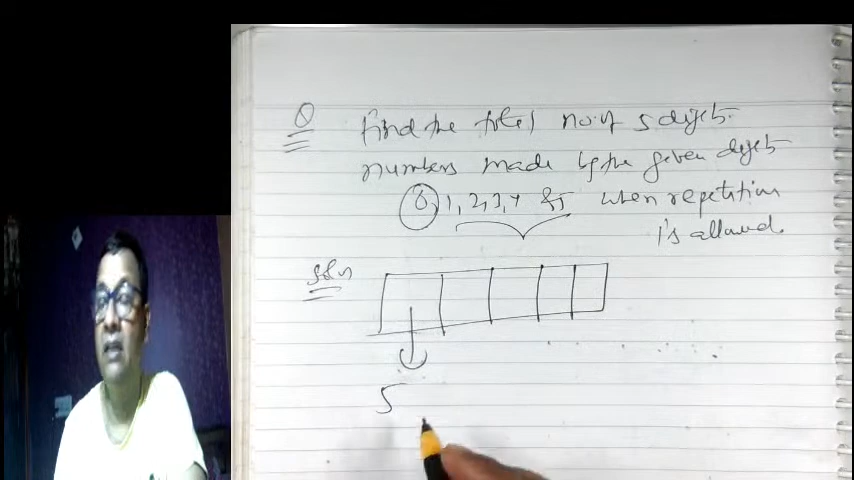 Q Find the total no. of 5 digit
numbers made by the given digits
0, 1, 2, 3, 4 & 5 when repetition
is allowed.
Soln
5